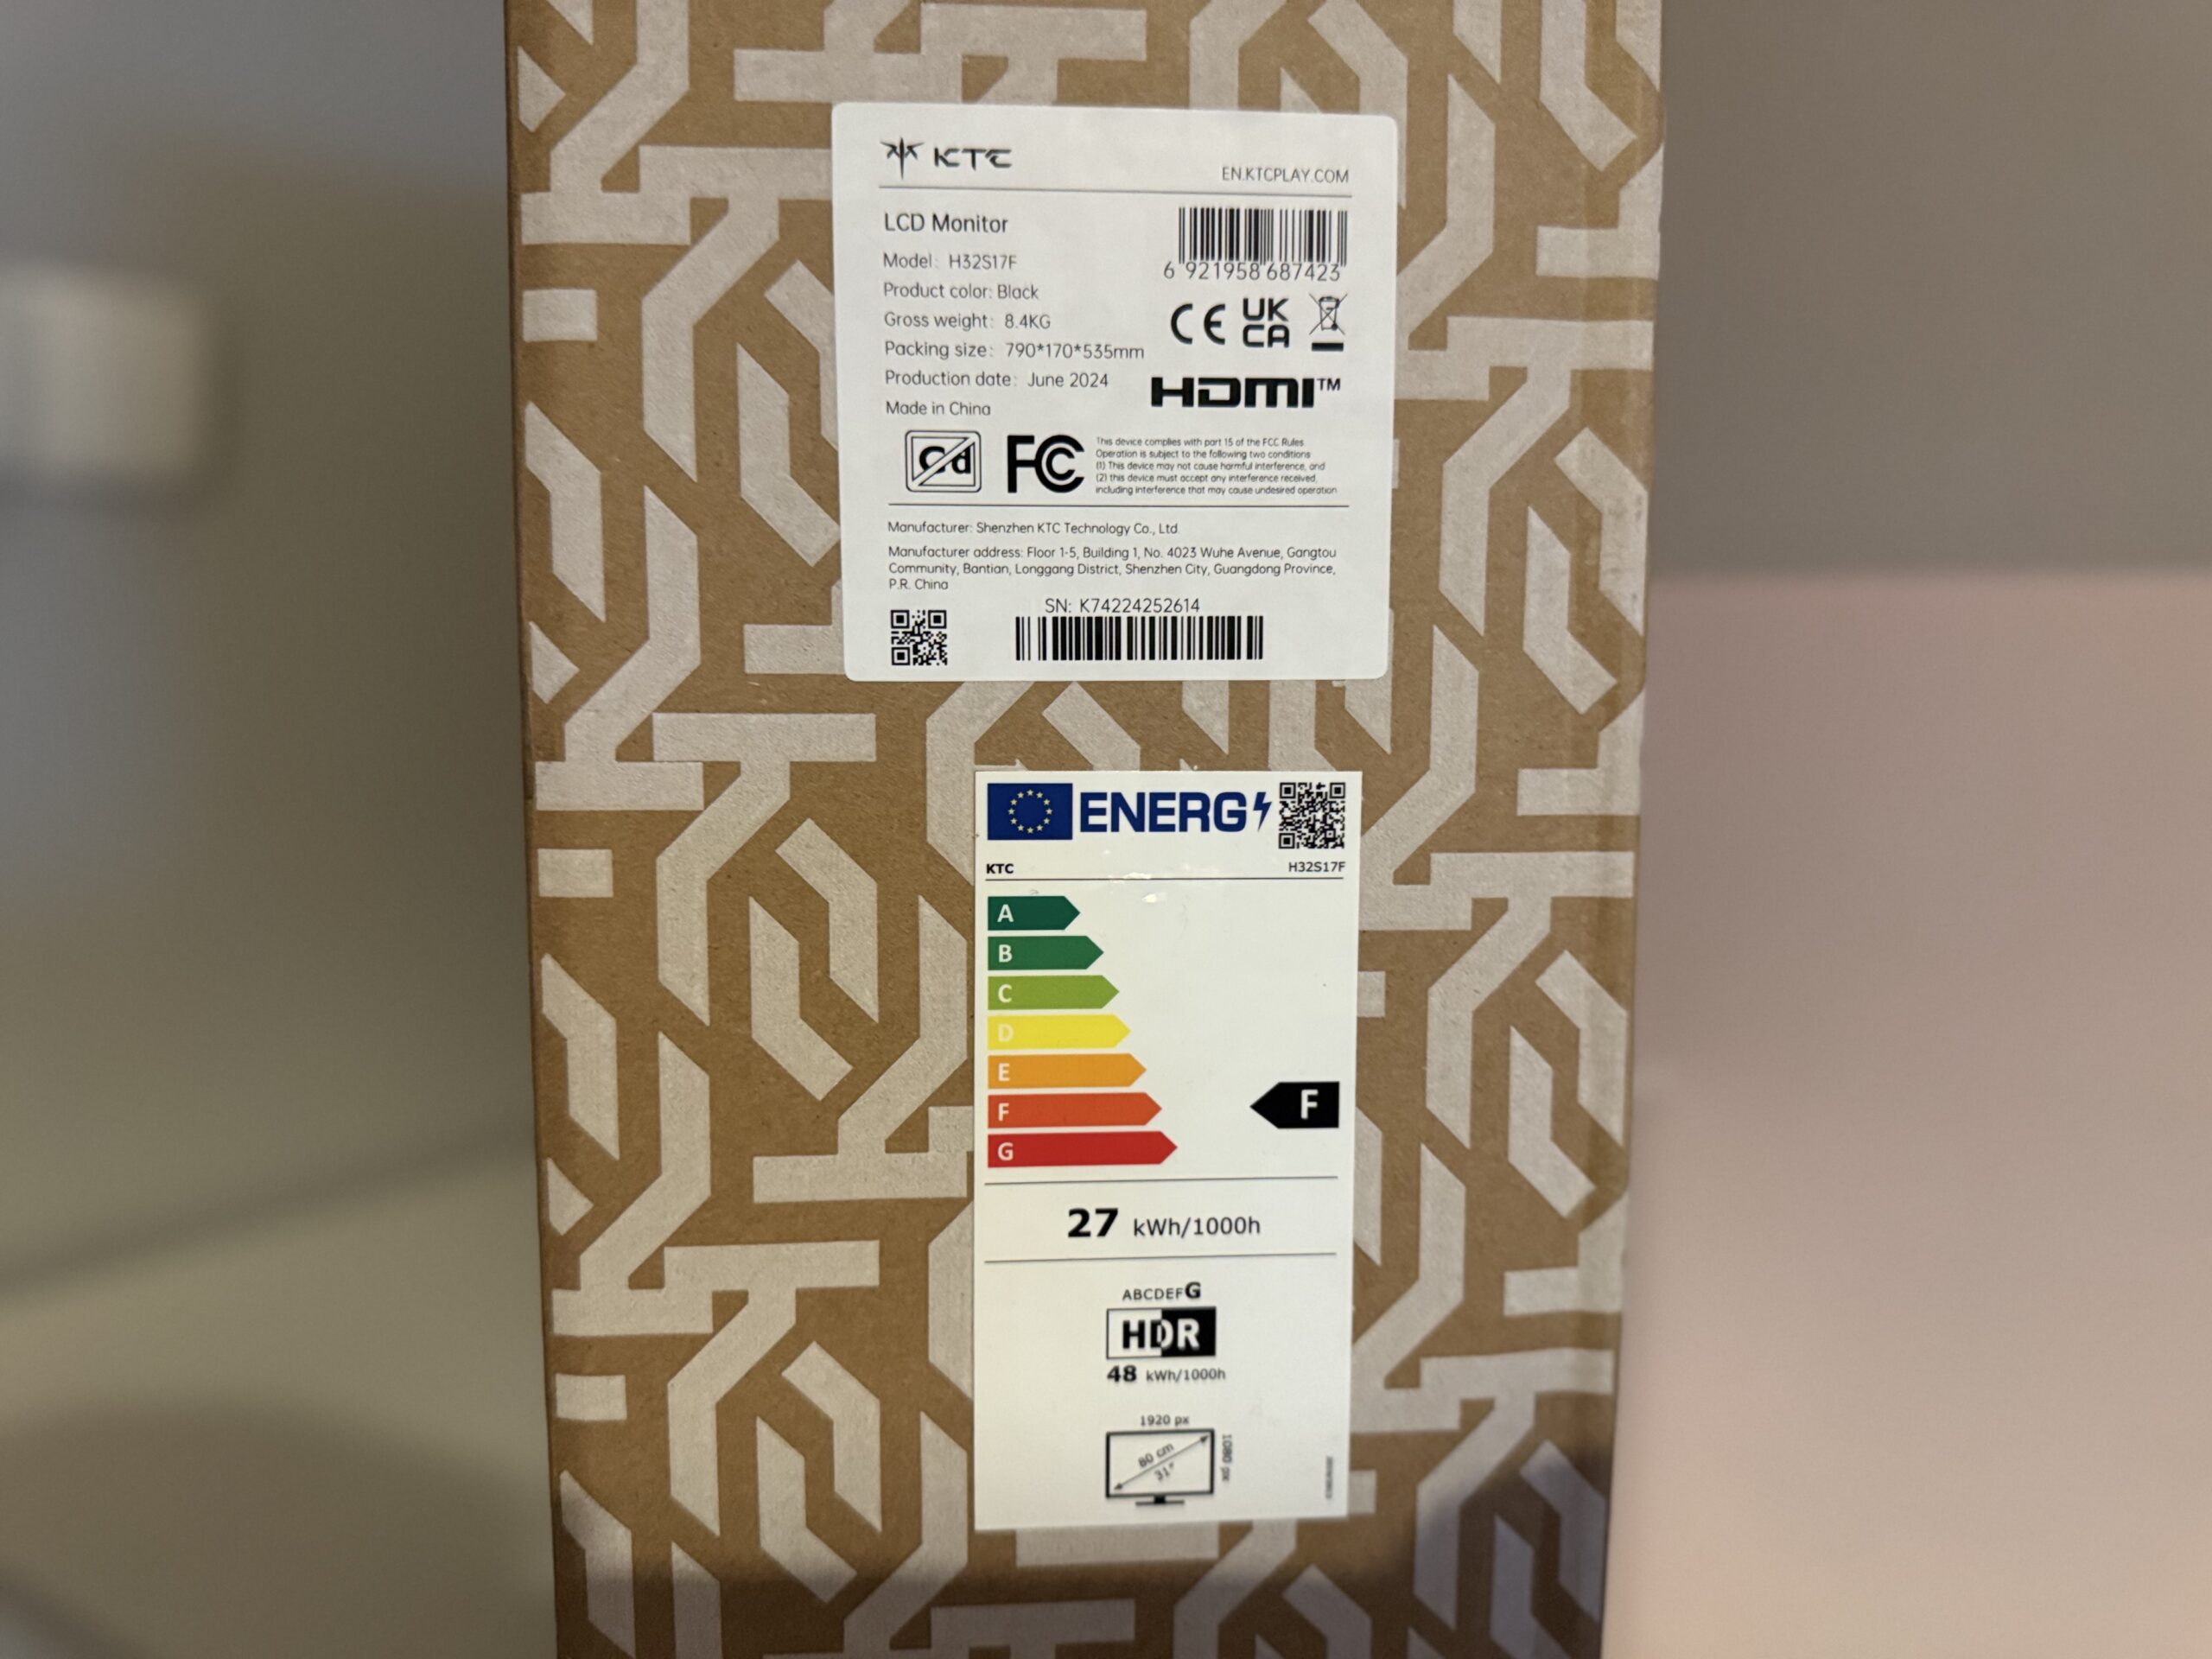 KTC
EN.KTCPLAY.COM
LCD Monitor
Model: H32S17F
Product color: Black
Gross weight: 8.4KG
Packing size: 790*170*535mm
Production date: June 2024
Made in China
6 921958 687423
CE
UK
CA
HDMI™
Cd
FC
This device complies with part 15 of the FCC Rules.
Operation is subject to the following two conditions
(1) This device may not cause harmful interference, and
(2) this device must accept any interference received,
including interference that may cause undesired operation
Manufacturer: Shenzhen KTC Technology Co., Ltd
Manufacturer address: Floor 1-5, Building 1, No. 4023 Wuhe Avenue, Gangtou
Community, Bantian, Longgang District, Shenzhen City, Guangdong Province,
P.R. China
SN: K74224252614
ENERG
KTC
H32S17F
A
B
C
D
E
F
G
F
27 kWh/1000h
ABCDEFG
HDR
48 kWh/1000h
1920 px
1080 px
80 cm
31"